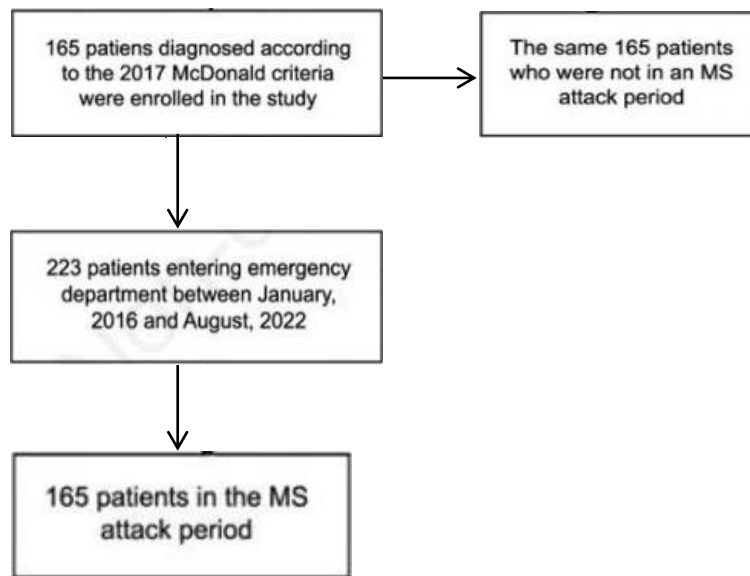 165 patiens diagnosed according
to the 2017 McDonald criteria
were enrolled in the study
The same 165 patients
who were not in an MS
attack period
223 patients entering emergency
department between January,
2016 and August, 2022
165 patients in the MS
attack period